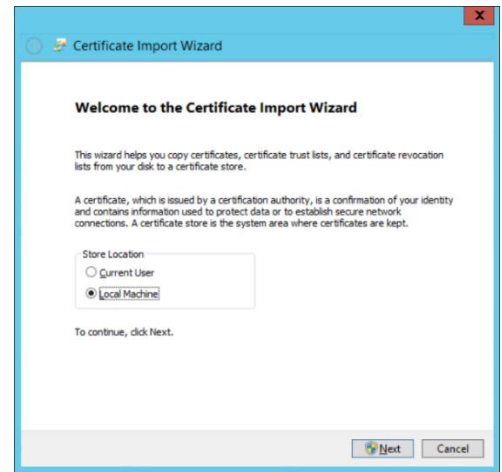 x
Certificate Import Wizard
Welcome to the Certificate Import Wizard
This wizard helps you copy certificates, certificate trust lists, and certificate revocation
lists from your disk to a certificate store.
A certificate, which is issued by a certification authority, is a confirmation of your identity
and contains information used to protect data or to establish secure network
connections. A certificate store is the system area where certificates are kept.
Store Location
Current User
Local Machine
To continue, click Next.
Next Cancel